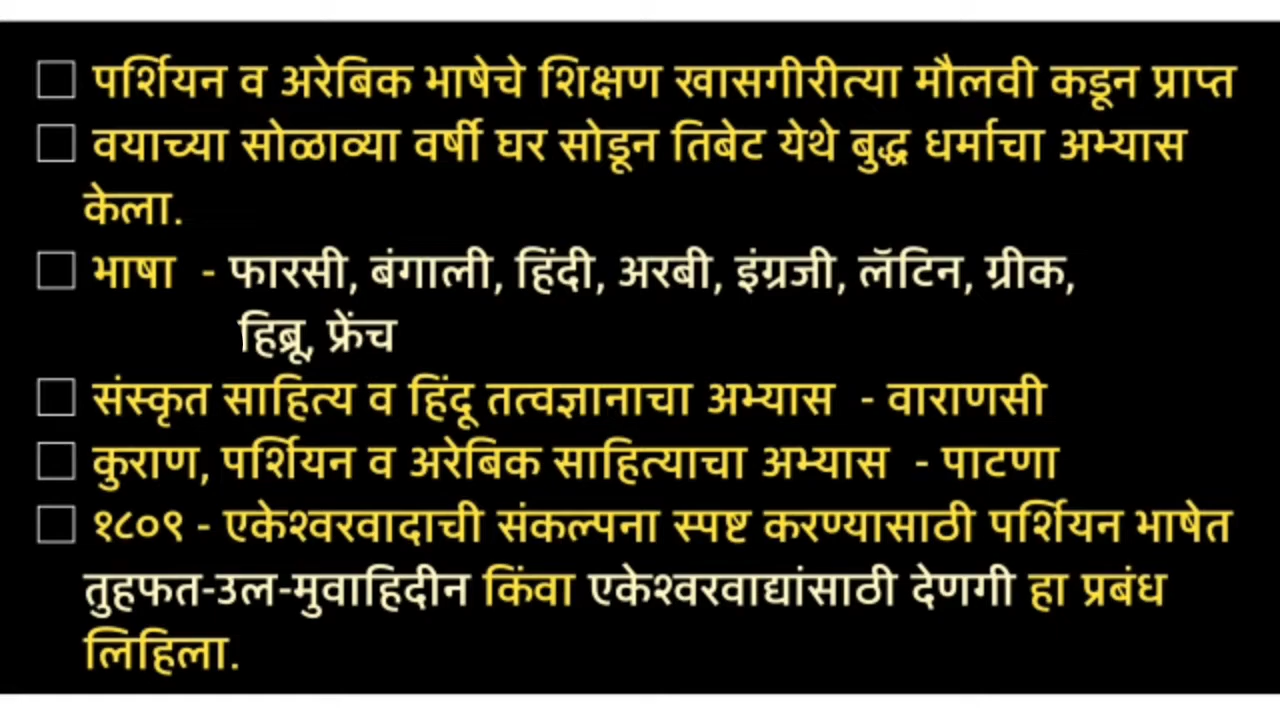 □ पर्शियन व अरेबिक भाषेचे शिक्षण खासगीरीत्या मौलवी कडून प्राप्त
□ वयाच्या सोळाव्या वर्षी घर सोडून तिबेट येथे बुद्ध धर्माचा अभ्यास
केला.
□ भाषा - फारसी, बंगाली, हिंदी, अरबी, इंग्रजी, लॅटिन, ग्रीक,
हिब्रू, फ्रेंच
□ संस्कृत साहित्य व हिंदू तत्वज्ञानाचा अभ्यास - वाराणसी
□ कुराण, पर्शियन व अरेबिक साहित्याचा अभ्यास - पाटणा
□ १८०९ - एकेश्वरवादाची संकल्पना स्पष्ट करण्यासाठी पर्शियन भाषेत
तुहफत-उल-मुवाहिदीन किंवा एकेश्वरवाद्यांसाठी देणगी हा प्रबंध
लिहिला.